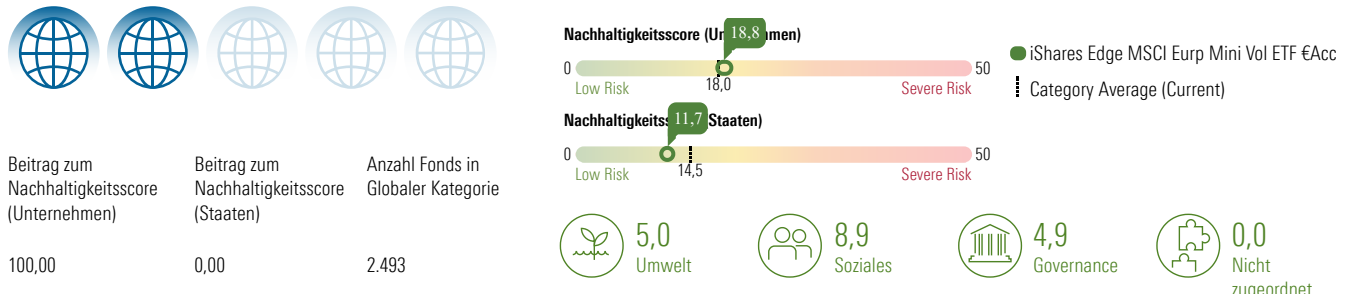 Beitrag zum
Nachhaltigkeitsscore
(Unternehmen)
100,00
Beitrag zum
Nachhaltigkeitsscore
(Staaten)
0,00
Anzahl Fonds in
Globaler Kategorie
2.493
Nachhaltigkeitsscore (Un men)
18,8
0
50
Low Risk
18,0
Severe Risk
Nachhaltigkeits Staaten)
11,7
0
50
Low Risk
14,5
Severe Risk
iShares Edge MSCI Eurp Mini Vol ETF €Acc
Category Average (Current)
5,0
Umwelt
8,9
Soziales
4,9
Governance
0,0
Nicht
zugeordnet